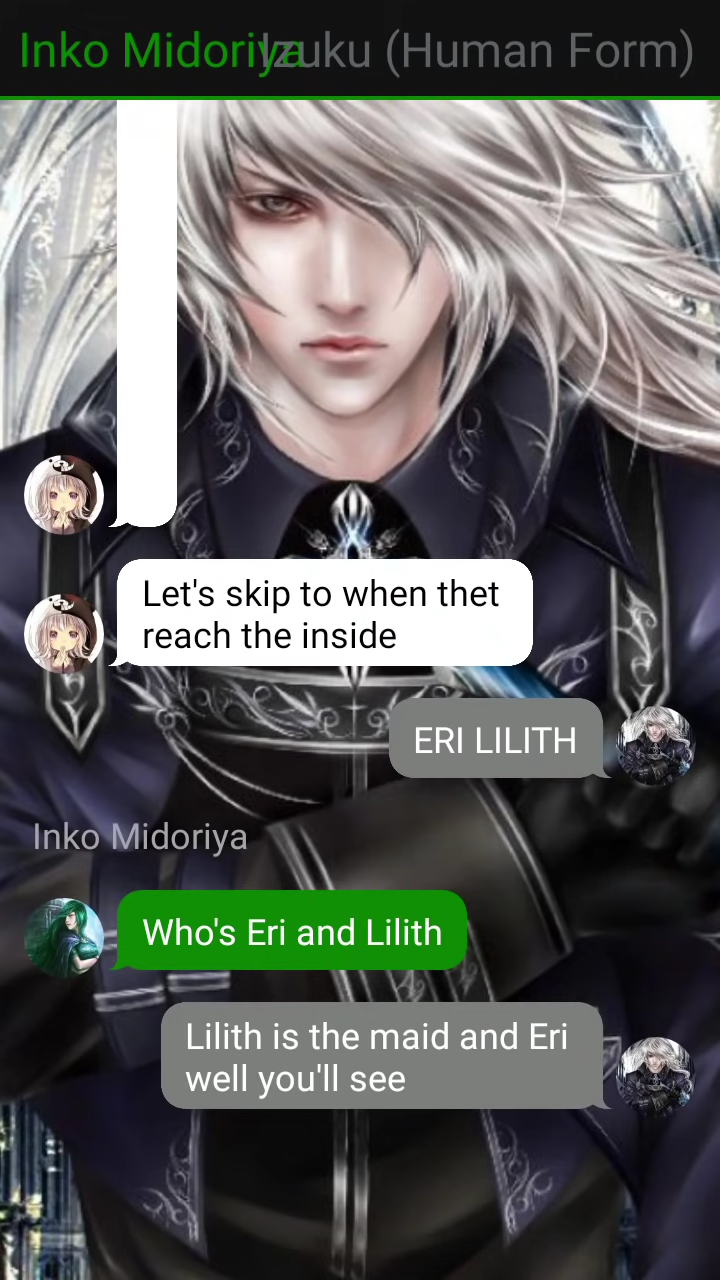 Inko Midoriya Izuku (Human Form)
Let's skip to when thet
reach the inside
ERI LILITH
Inko Midoriya
Who's Eri and Lilith
Lilith is the maid and Eri
well you'll see